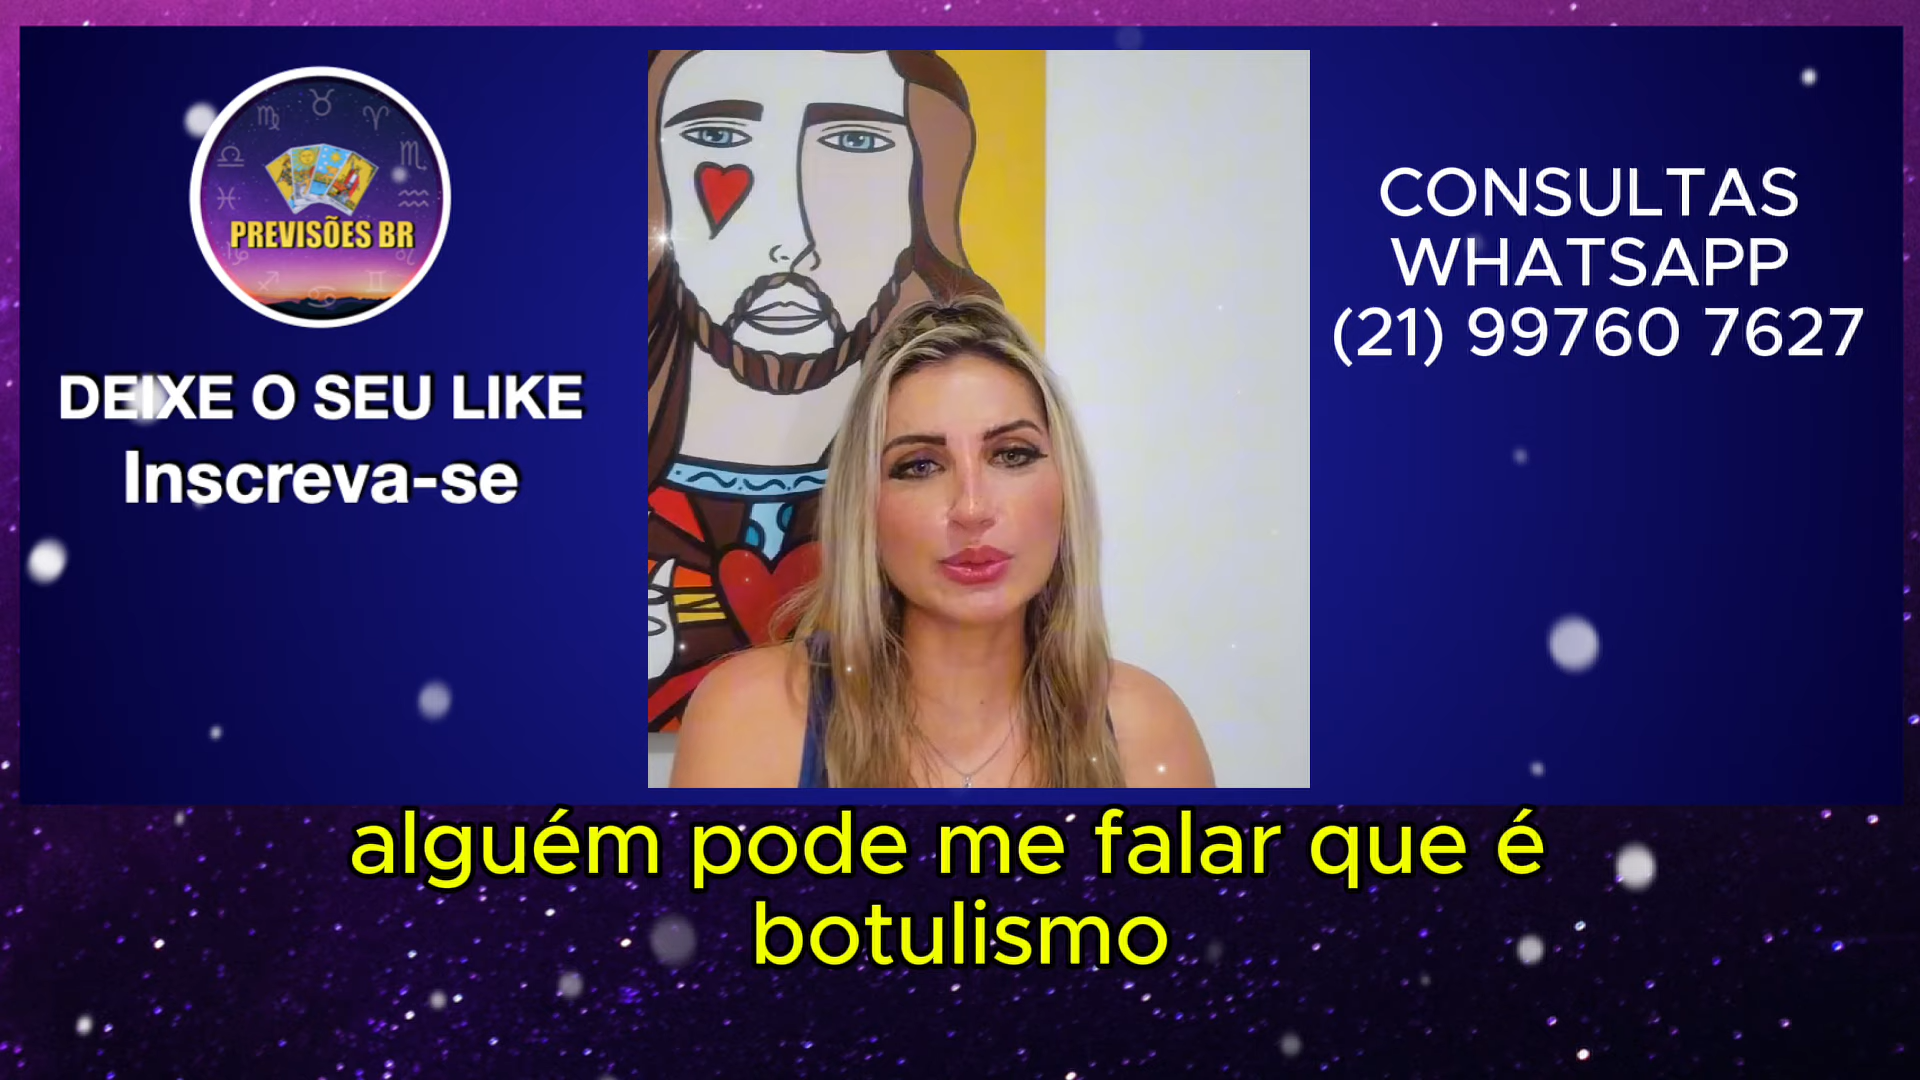 PREVISÕES BR
DEIXE O SEU LIKE
Inscreva-se
CONSULTAS
WHATSAPP
(21) 99760 7627
alguém pode me falar que é
botulismo